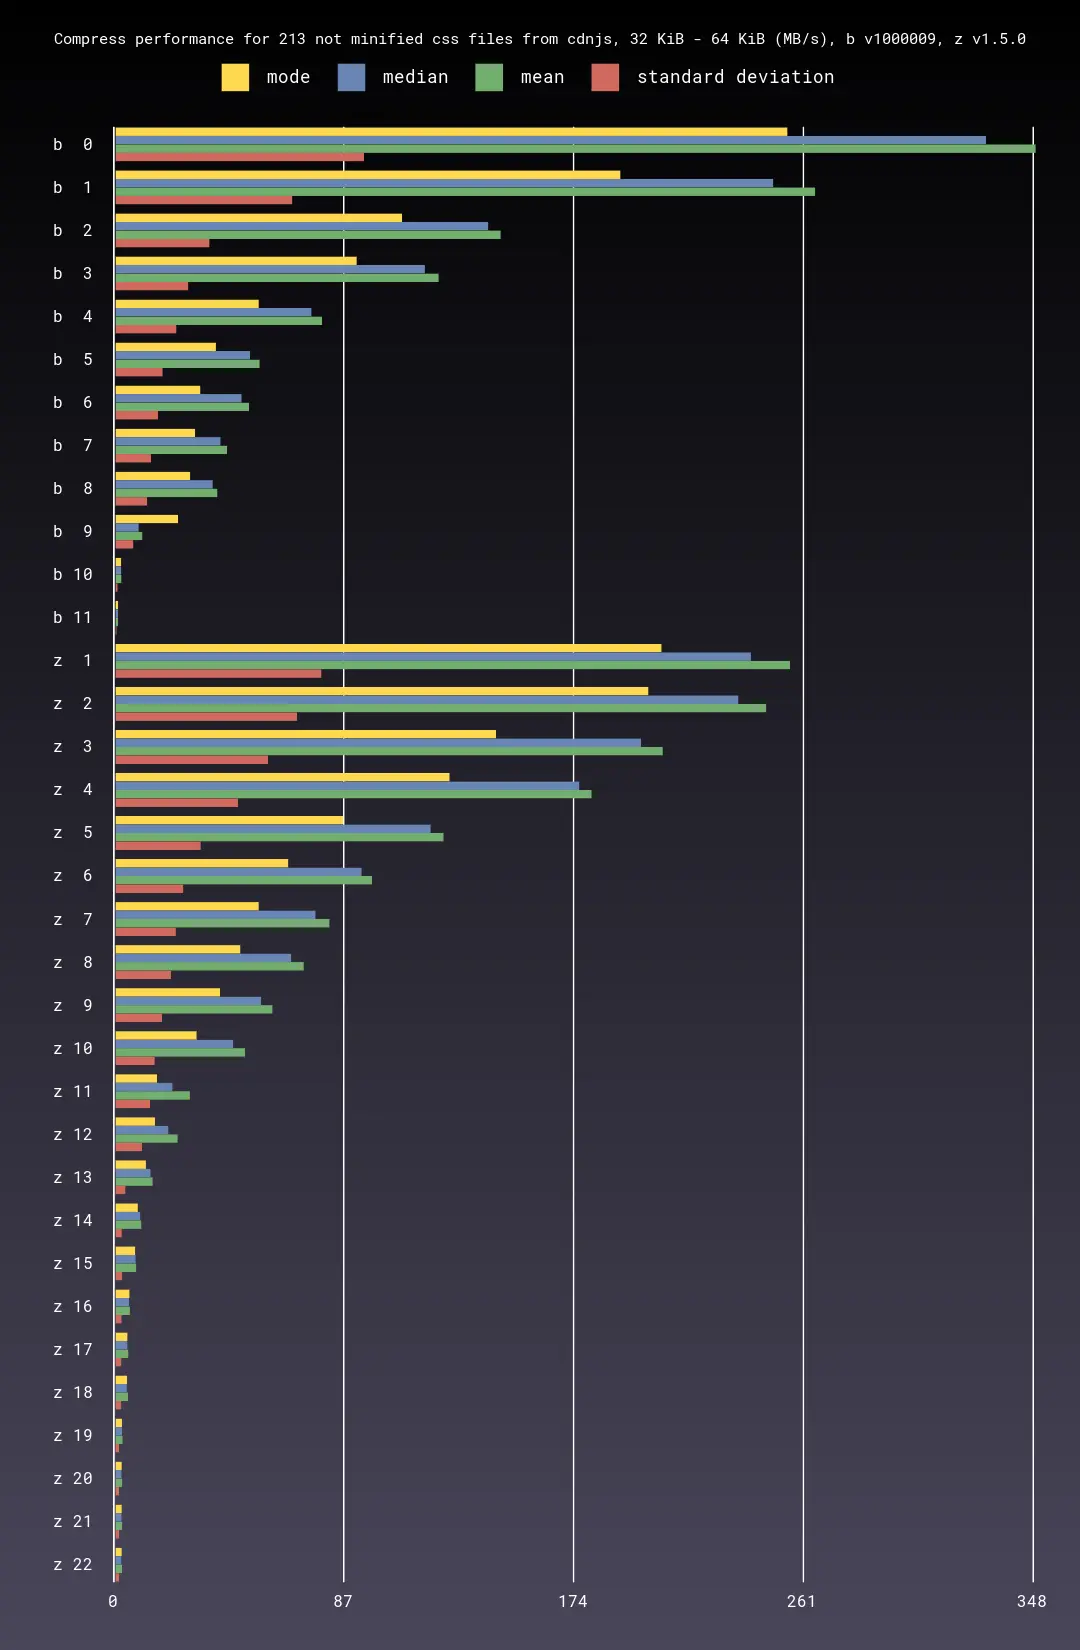 Compress performance for 213 not minified css files from cdnjs, 32 KiB - 64 KiB (MB/s), b v1000009, z v1.5.0
mode median mean standard deviation
b 0
b 1
b 2
b 3
b 4
b 5
b 6
b 7
b 8
b 9
b 10
b 11
z 1
z 2
z 3
z 4
z 5
z 6
z 7
z 8
z 9
z 10
z 11
z 12
z 13
z 14
z 15
z 16
z 17
z 18
z 19
z 20
z 21
z 22
0 87 174 261 348